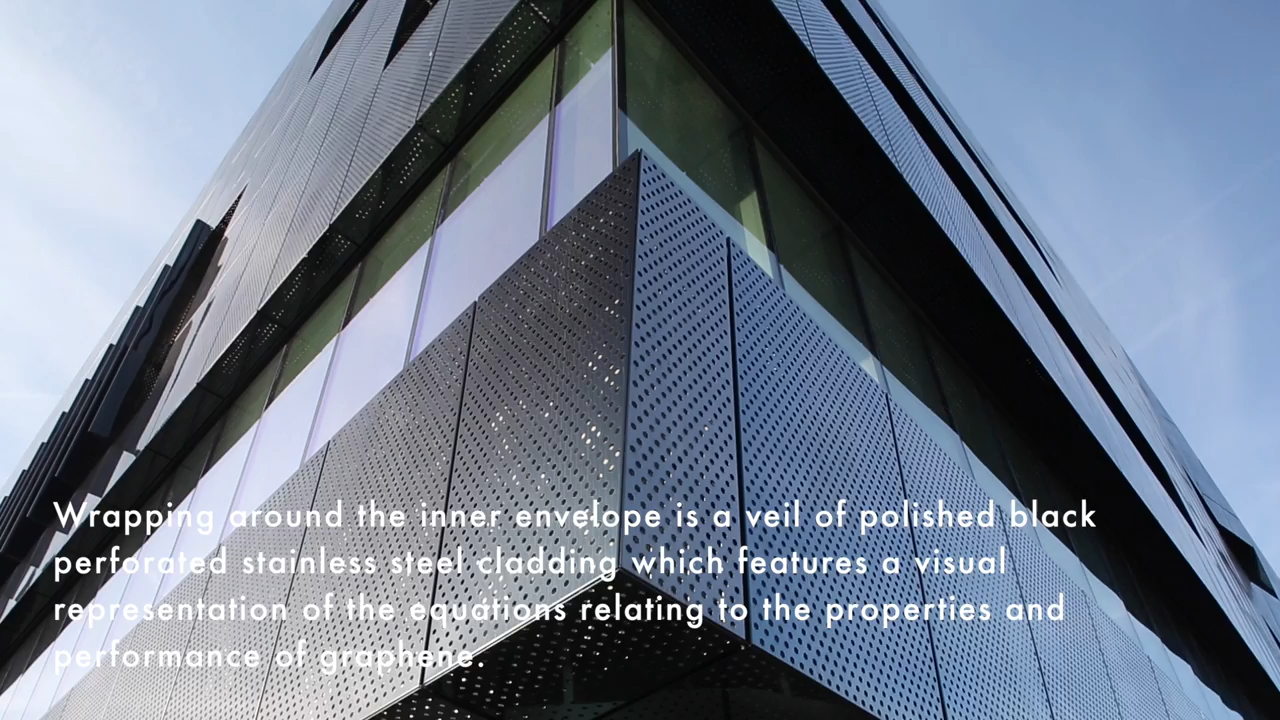 Wrapping around the inner envelope is a veil of polished black
perforated stainless steel cladding which features a visual
representation of the equations relating to the properties and
performance of graphene.